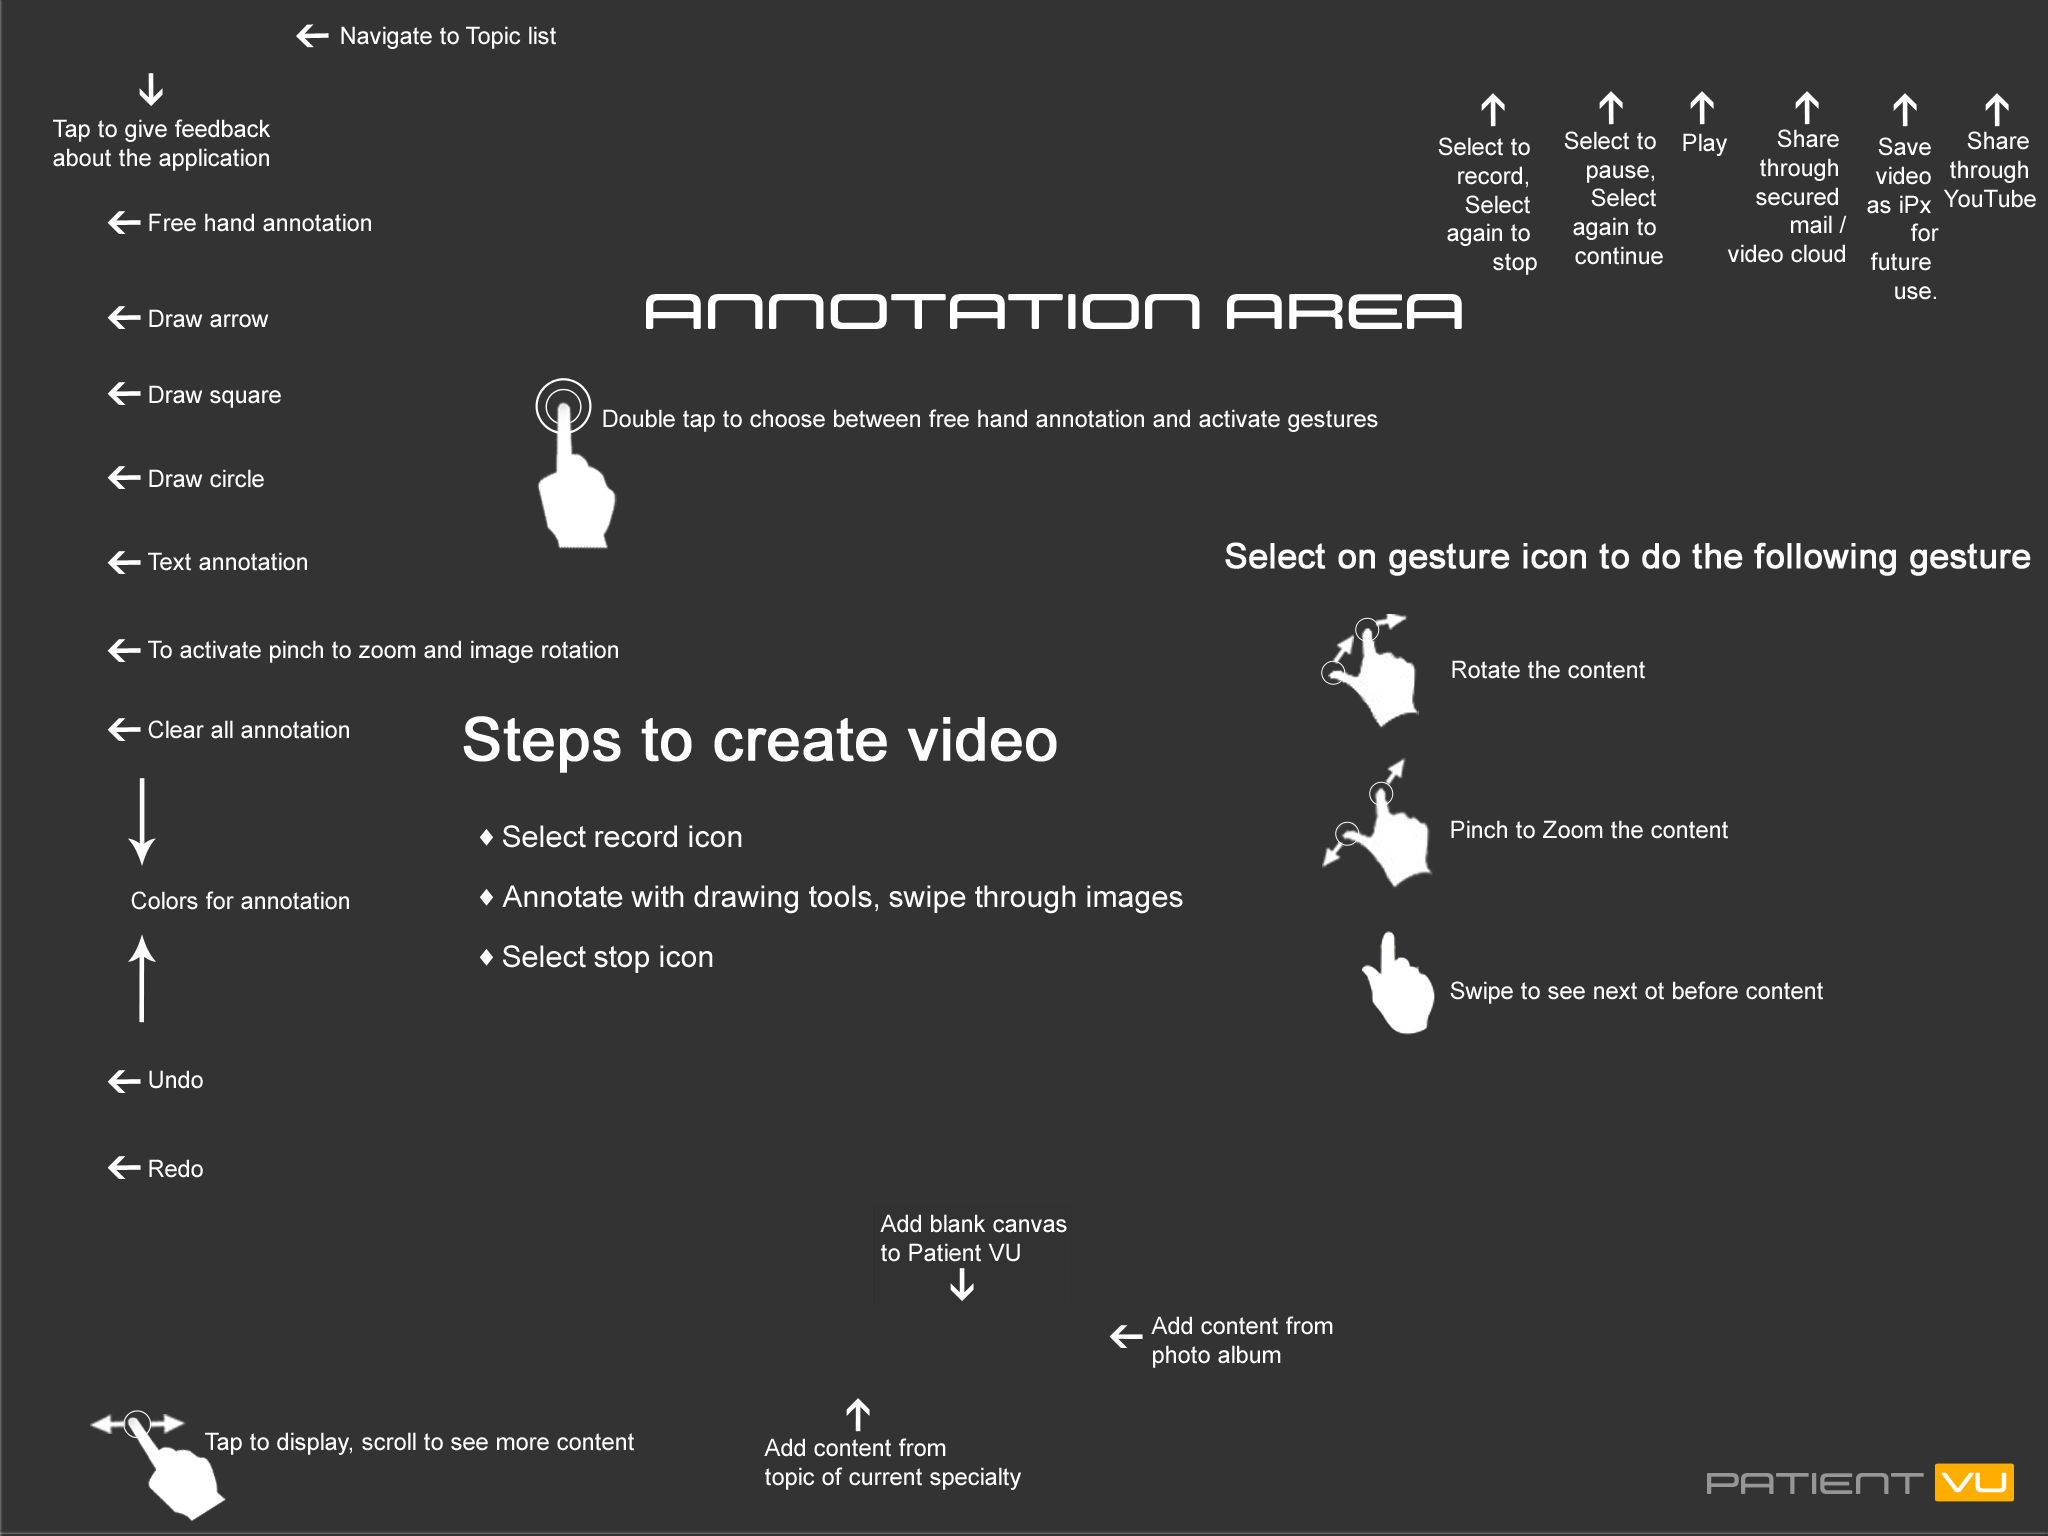 Navigate to Topic list
Tap to give feedback
about the application
Select to
record,
Select
again to
stop
Select to
pause,
Select
again to
continue
Play
Share
through
secured
mail /
video cloud
Save
video
as iPx
for
future
use.
Share
through
YouTube
Free hand annotation
Draw arrow
Draw square
Draw circle
Text annotation
To activate pinch to zoom and image rotation
Clear all annotation
Colors for annotation
Undo
Redo
ANNOTATION AREA
Double tap to choose between free hand annotation and activate gestures
Select on gesture icon to do the following gesture
Rotate the content
Pinch to Zoom the content
Swipe to see next ot before content
Steps to create video
♦ Select record icon
♦ Annotate with drawing tools, swipe through images
♦ Select stop icon
Add blank canvas
to Patient VU
Add content from
photo album
Tap to display, scroll to see more content
Add content from
topic of current specialty
PATIENT VU